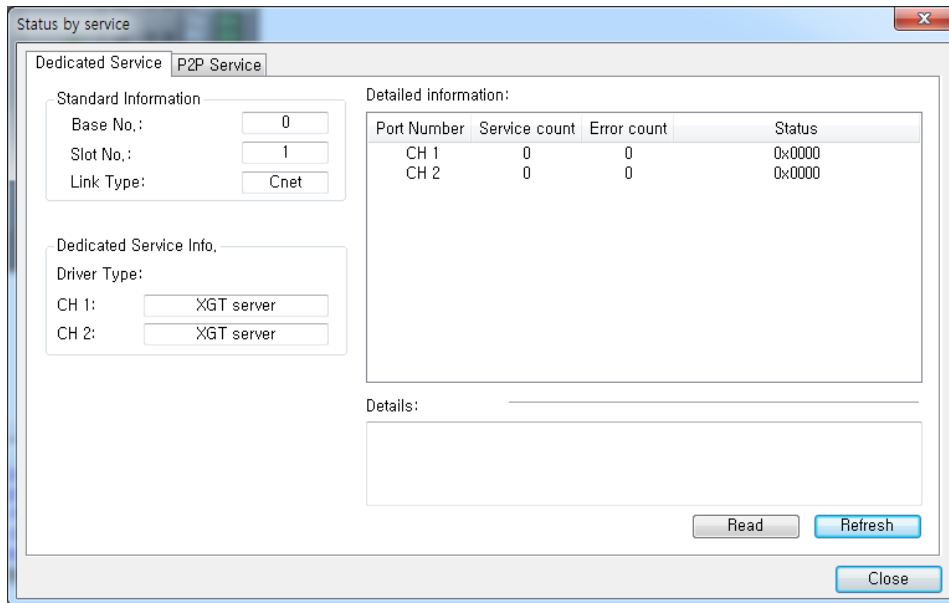 Status by service
Dedicated Service
P2P Service
Standard Information
Base No.: 0
Slot No.: 1
Link Type: Cnet
Dedicated Service Info.
Driver Type:
CH 1: XGT server
CH 2: XGT server
Detailed information:
Port Number Service count Error count Status
CH 1 0 0 0x0000
CH 2 0 0 0x0000
Details:
Read
Refresh
Close